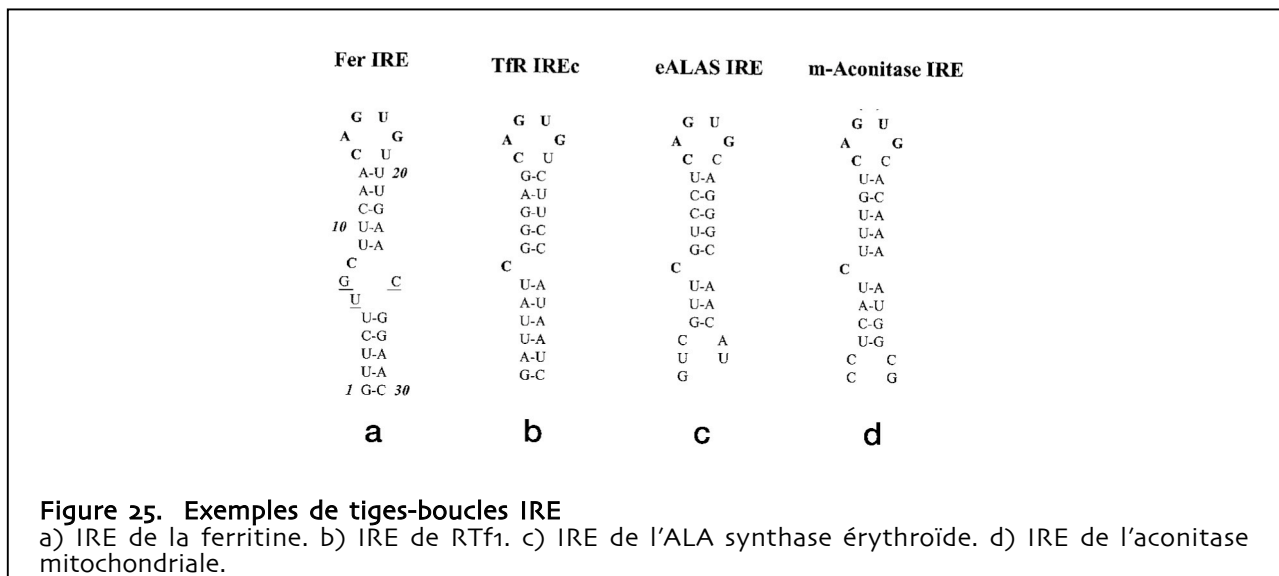 Fer IRE TfR IREc eALAS IRE m-Aconitase IRE
G U G U G U G U
A G A G A G A G
C U C U C C C C
A-U 20 G-C U-A U-A
A-U A-U C-G G-C
C-G G-U C-G U-A
10 U-A G-C U-G U-A
U-A G-C G-C U-A
C C C C
G C U-A U-A U-A
U A-U U-A A-U
U-G U-A G-C C-G
C-G U-A C A U-G
U-A A-U U U C C
U-A G-C G C G
1 G-C 30
a b c d
Figure 25. Exemples de tiges-boucles IRE
a) IRE de la ferritine. b) IRE de RTf1. c) IRE de l'ALA synthase érythroïde. d) IRE de l'aconitase
mitochondriale.